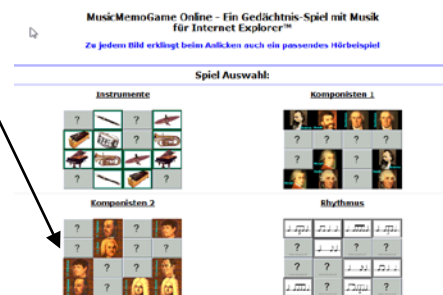 MusicMemoGame Online - Ein Gedächtnis-Spiel mit Musik
für Internet Explorer™
Zu jedem Bild erklingt beim Anlicken auch ein passendes Hörbeispiel
Spiel Auswahl:
Instrumente
Komponisten 1
? ?
?
?
? ?
? ? ? ?
? ?
?
Komponisten 2
Rhythmus
? ? ?
? ? ?
? ?
?
? ?
? ?
?